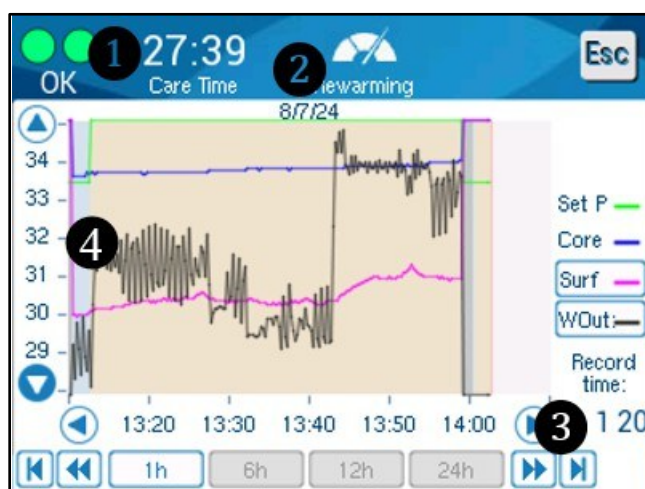 1 27:39 2 Esc
OK Care Time ewarming
8/7/24
34
33
32
31
30
29
4
Set P
Core
Surf
WOut:
Record
time:
13:20 13:30 13:40 13:50 14:00 3 1 20
1h 6h 12h 24h